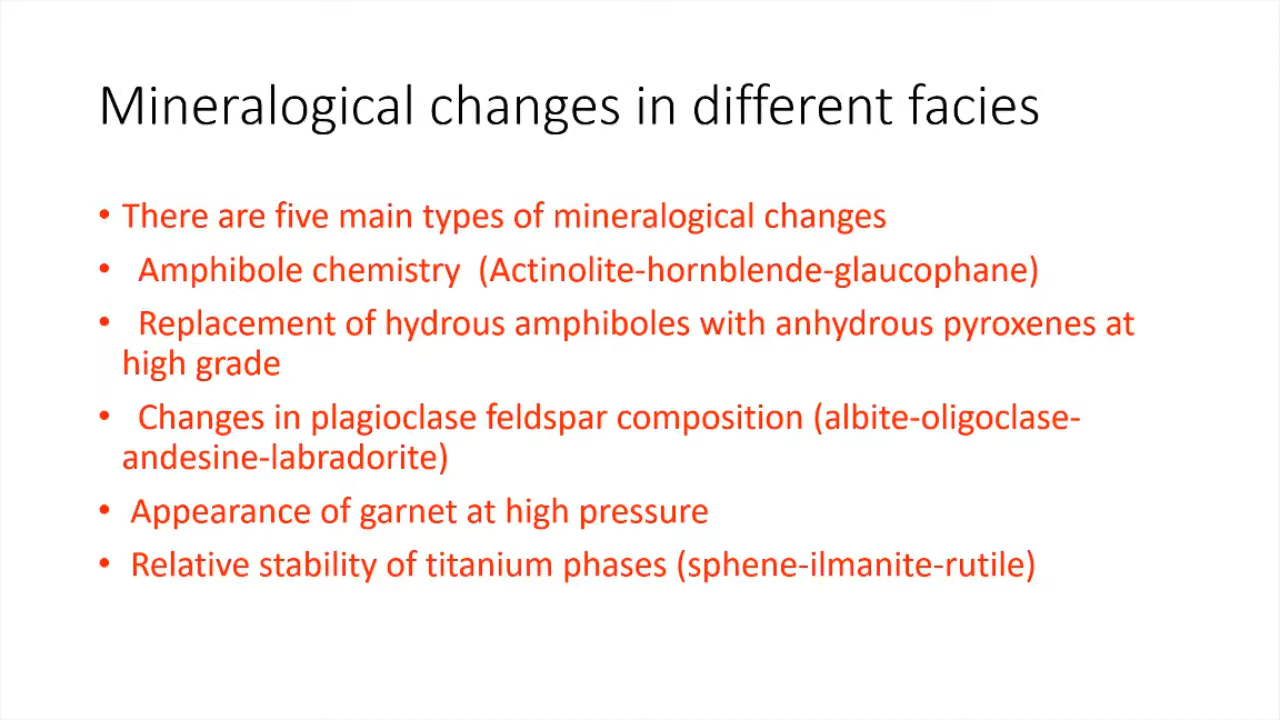 Mineralogical changes in different facies
• There are five main types of mineralogical changes
• Amphibole chemistry (Actinolite-hornblende-glaucophane)
• Replacement of hydrous amphiboles with anhydrous pyroxenes at
high grade
• Changes in plagioclase feldspar composition (albite-oligoclase-
andesine-labradorite)
• Appearance of garnet at high pressure
• Relative stability of titanium phases (sphene-ilmanite-rutile)